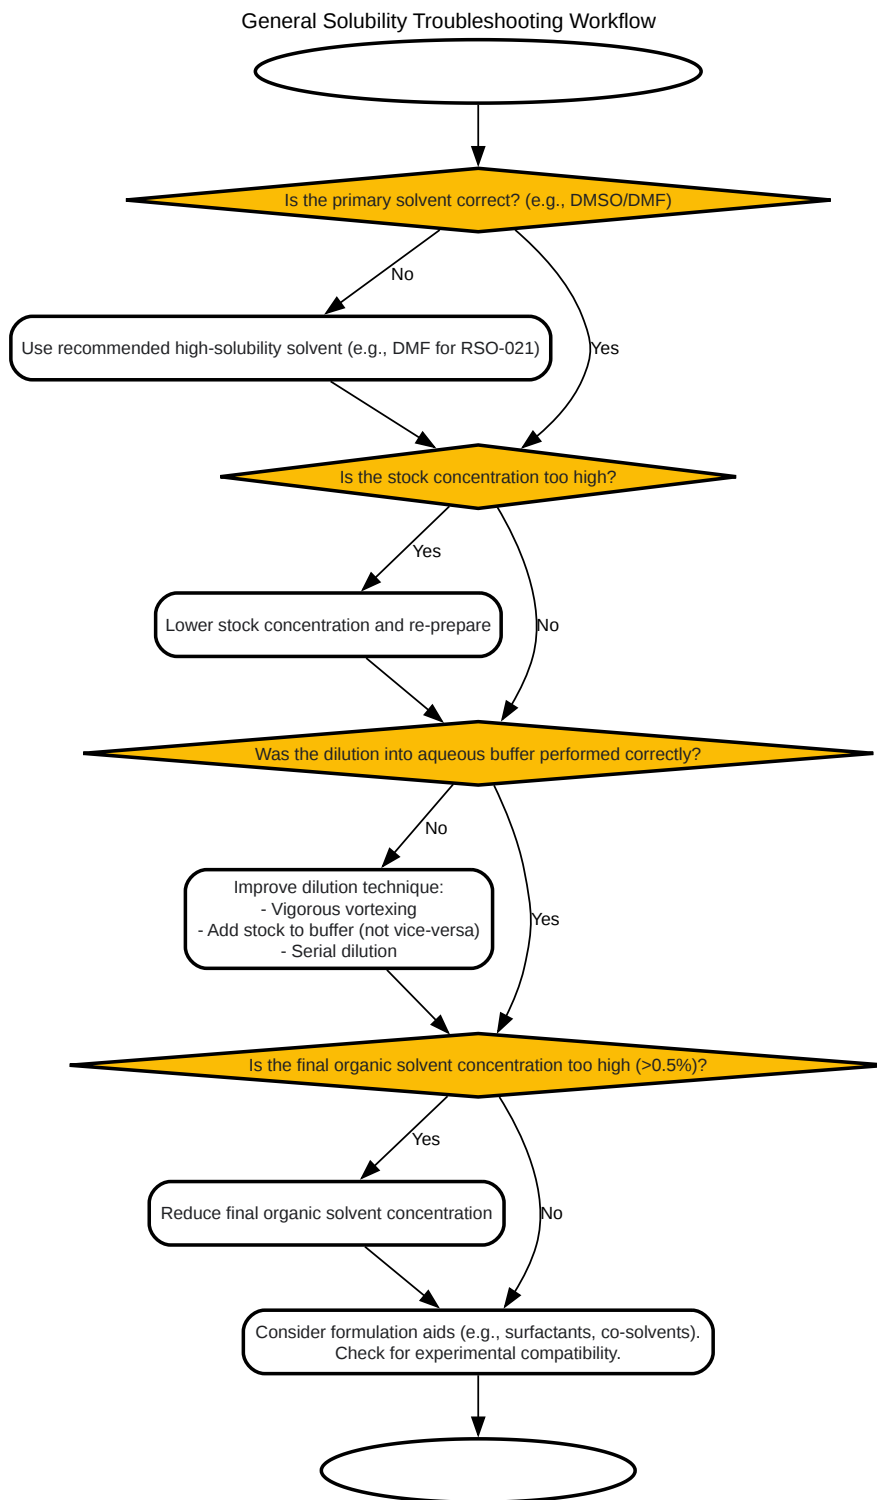 General Solubility Troubleshooting Workflow
Is the primary solvent correct? (e.g., DMSO/DMF)
No
Use recommended high-solubility solvent (e.g., DMF for RSO-021)
Yes
Is the stock concentration too high?
Yes
Lower stock concentration and re-prepare
No
Was the dilution into aqueous buffer performed correctly?
No
Improve dilution technique:
- Vigorous vortexing
- Add stock to buffer (not vice-versa)
- Serial dilution
Yes
Is the final organic solvent concentration too high (>0.5%)?
Yes
Reduce final organic solvent concentration
No
Consider formulation aids (e.g., surfactants, co-solvents).
Check for experimental compatibility.